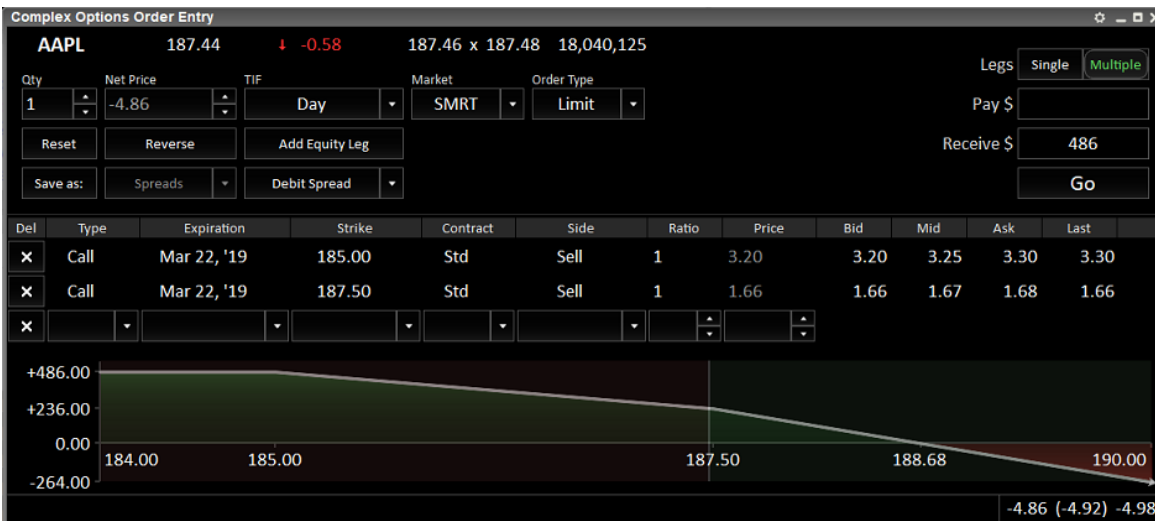 Complex Options Order Entry
AAPL 187.44 ↓ -0.58 187.46 x 187.48 18,040,125
Legs Single Multiple
Qty Net Price TIF Market Order Type
1 -4.86 Day SMRT Limit
Pay $
Reset Reverse Add Equity Leg
Receive $ 486
Save as: Spreads Debit Spread
Go
Del Type Expiration Strike Contract Side Ratio Price Bid Mid Ask Last
× Call Mar 22, '19 185.00 Std Sell 1 3.20 3.20 3.25 3.30 3.30
× Call Mar 22, '19 187.50 Std Sell 1 1.66 1.66 1.67 1.68 1.66
×
+486.00
+236.00
0.00
184.00 185.00 187.50 188.68 190.00
-264.00
-4.86 (-4.92) -4.98